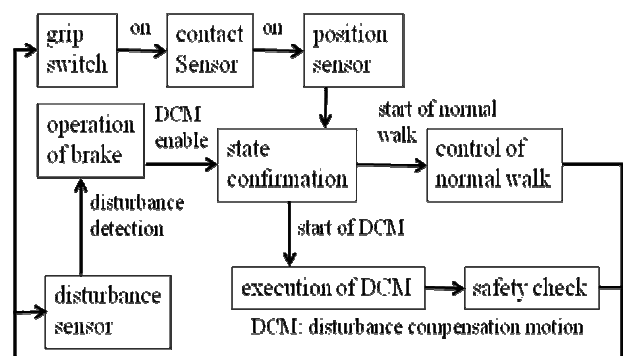 grip
switch
on
contact
Sensor
on
position
sensor
operation
of brake
DCM
enable
state
confirmation
start of normal
walk
control of
normal walk
disturbance
detection
start of DCM
disturbance
sensor
execution of DCM
safety check
DCM: disturbance compensation motion